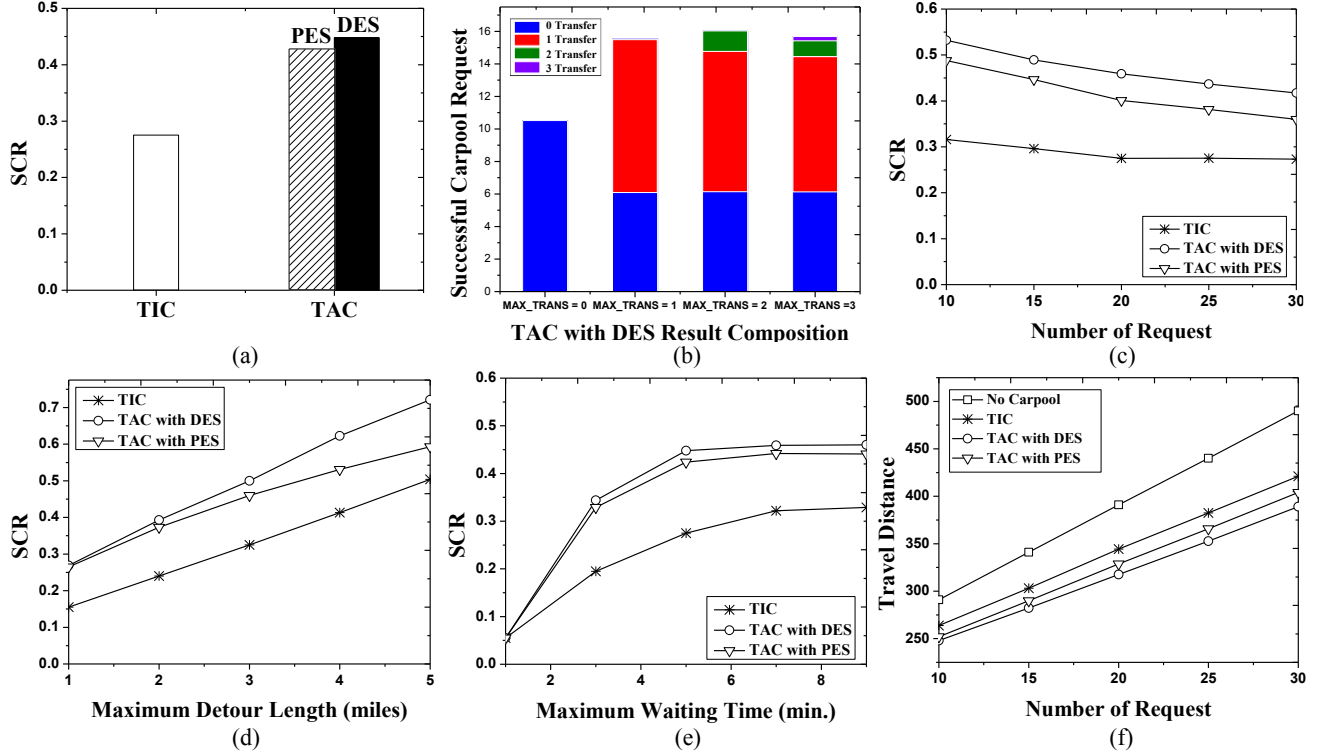 SCR
0.5
0.4
0.3
0.2
0.1
0.0
PES
DES
TIC
TAC
(a)
Successful Carpool Request
16
14
12
10
8
6
4
2
0
0 Transfer
1 Transfer
2 Transfer
3 Transfer
MAX_TRANS = 0
MAX_TRANS = 1
MAX_TRANS = 2
MAX_TRANS =3
TAC with DES Result Composition
(b)
SCR
0.6
0.5
0.4
0.3
0.2
0.1
0.0
TIC
TAC with DES
TAC with PES
10
15
20
25
30
Number of Request
(c)
SCR
0.7
0.6
0.5
0.4
0.3
0.2
0.1
0.0
TIC
TAC with DES
TAC with PES
1
2
3
4
5
Maximum Detour Length (miles)
(d)
SCR
0.6
0.5
0.4
0.3
0.2
0.1
0.0
TIC
TAC with DES
TAC with PES
2
4
6
8
Maximum Waiting Time (min.)
(e)
Travel Distance
500
450
400
350
300
250
No Carpool
TIC
TAC with DES
TAC with PES
10
15
20
25
30
Number of Request
(f)